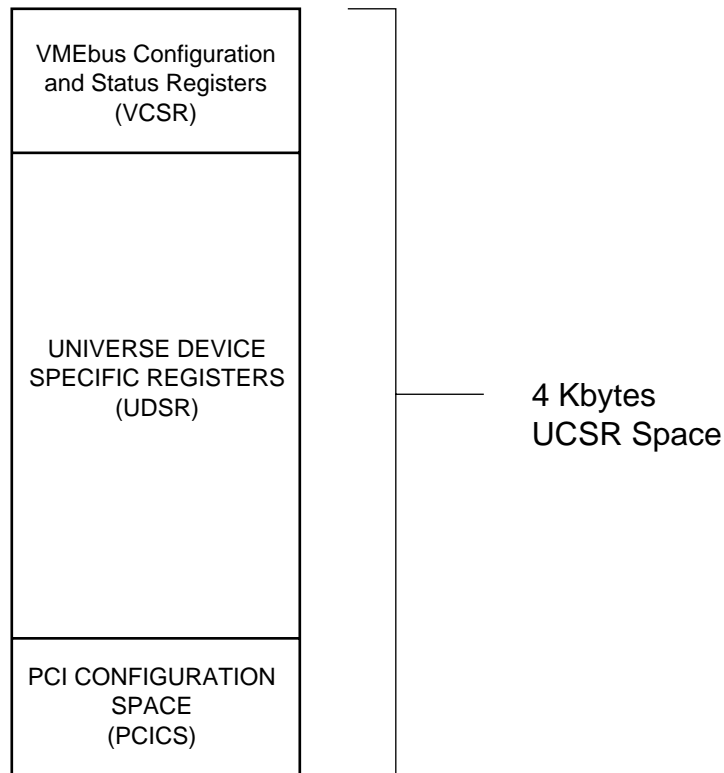 VMEbus Configuration
and Status Registers
(VCSR)
UNIVERSE DEVICE
SPECIFIC REGISTERS
(UDSR)
4 Kbytes
UCSR Space
PCI CONFIGURATION
SPACE
(PCICS)